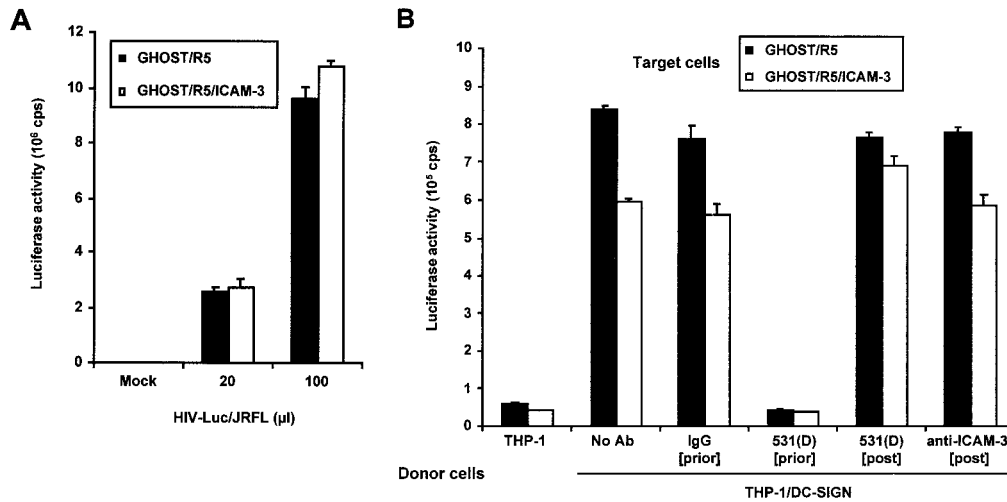 A
GHOST/R5
GHOST/R5/ICAM-3
Luciferase activity (10⁶ cps)
12
10
8
6
4
2
0
Mock 20 100
HIV-Luc/JRFL (µl)
B
Target cells
GHOST/R5
GHOST/R5/ICAM-3
Luciferase activity (10⁵ cps)
10
9
8
7
6
5
4
3
2
1
0
THP-1 No Ab IgG 531(D) 531(D) anti-ICAM-3
[prior] [prior] [post] [post]
Donor cells
THP-1/DC-SIGN